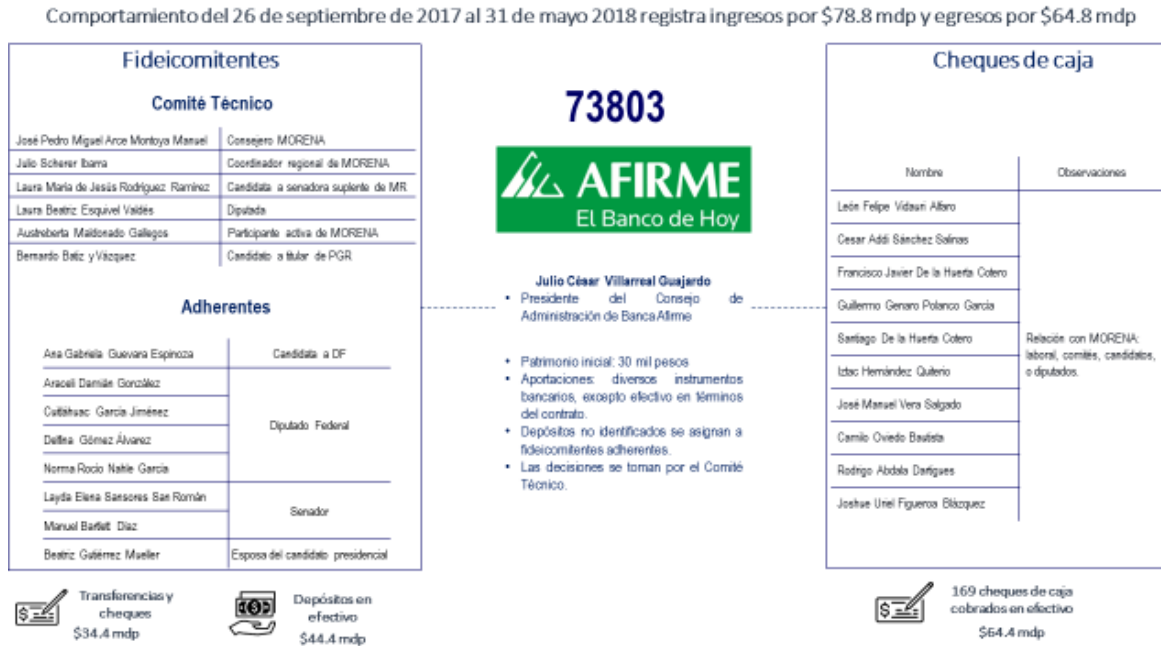 Comportamiento del 26 de septiembre de 2017 al 31 de mayo 2018 registra ingresos por $78.8 mdp y egresos por $64.8 mdp
Fideicomitentes
Comité Técnico
José Pedro Miguel Arce Montoya Manuel Consejero MORENA
Julio Scherer Ibarra Coordinador regional de MORENA
Laura María de Jesús Rodríguez Ramírez Candidata a senadora suplente de MR
Laura Beatriz Esquivel Valdés Diputada
Austreberta Maldonado Gallegos Participante activa de MORENA
Bernardo Batiz y Vázquez Candidato a titular de PGR
Adherentes
Ana Gabriela Guevara Espinoza Candidata a DF
Araceli Damián González
Cuitláhuac García Jiménez
Delfina Gómez Álvarez
Norma Rocío Nahle García
Diputado Federal
Layda Elena Sansores San Román
Manuel Bartlett Díaz
Senador
Beatriz Gutiérrez Mueller Esposa del candidato presidencial
Transferencias y
cheques
$34.4 mdp
Depósitos en
efectivo
$44.4 mdp
73803
AFIRME
El Banco de Hoy
Julio César Villarreal Guajardo
• Presidente del Consejo de
Administración de Banca Afirme
• Patrimonio inicial: 30 mil pesos
• Aportaciones: diversos instrumentos
bancarios, excepto efectivo en términos
del contrato.
• Depósitos no identificados se asignan a
fideicomitentes adherentes.
• Las decisiones se toman por el Comité
Técnico.
Cheques de caja
Nombre Observaciones
León Felipe Vidauri Alfaro
Cesar Addi Sánchez Salinas
Francisco Javier De la Huerta Cotero
Guillermo Genaro Polanco García
Santiago De la Huerta Cotero
Iztac Hernández Quiterio
José Manuel Vera Salgado
Camilo Oviedo Bautista
Rodrigo Abdala Dartigues
Joshue Uriel Figueroa Blázquez
Relación con MORENA:
laboral, comités, candidatos,
o diputados.
169 cheques de caja
cobrados en efectivo
$64.4 mdp